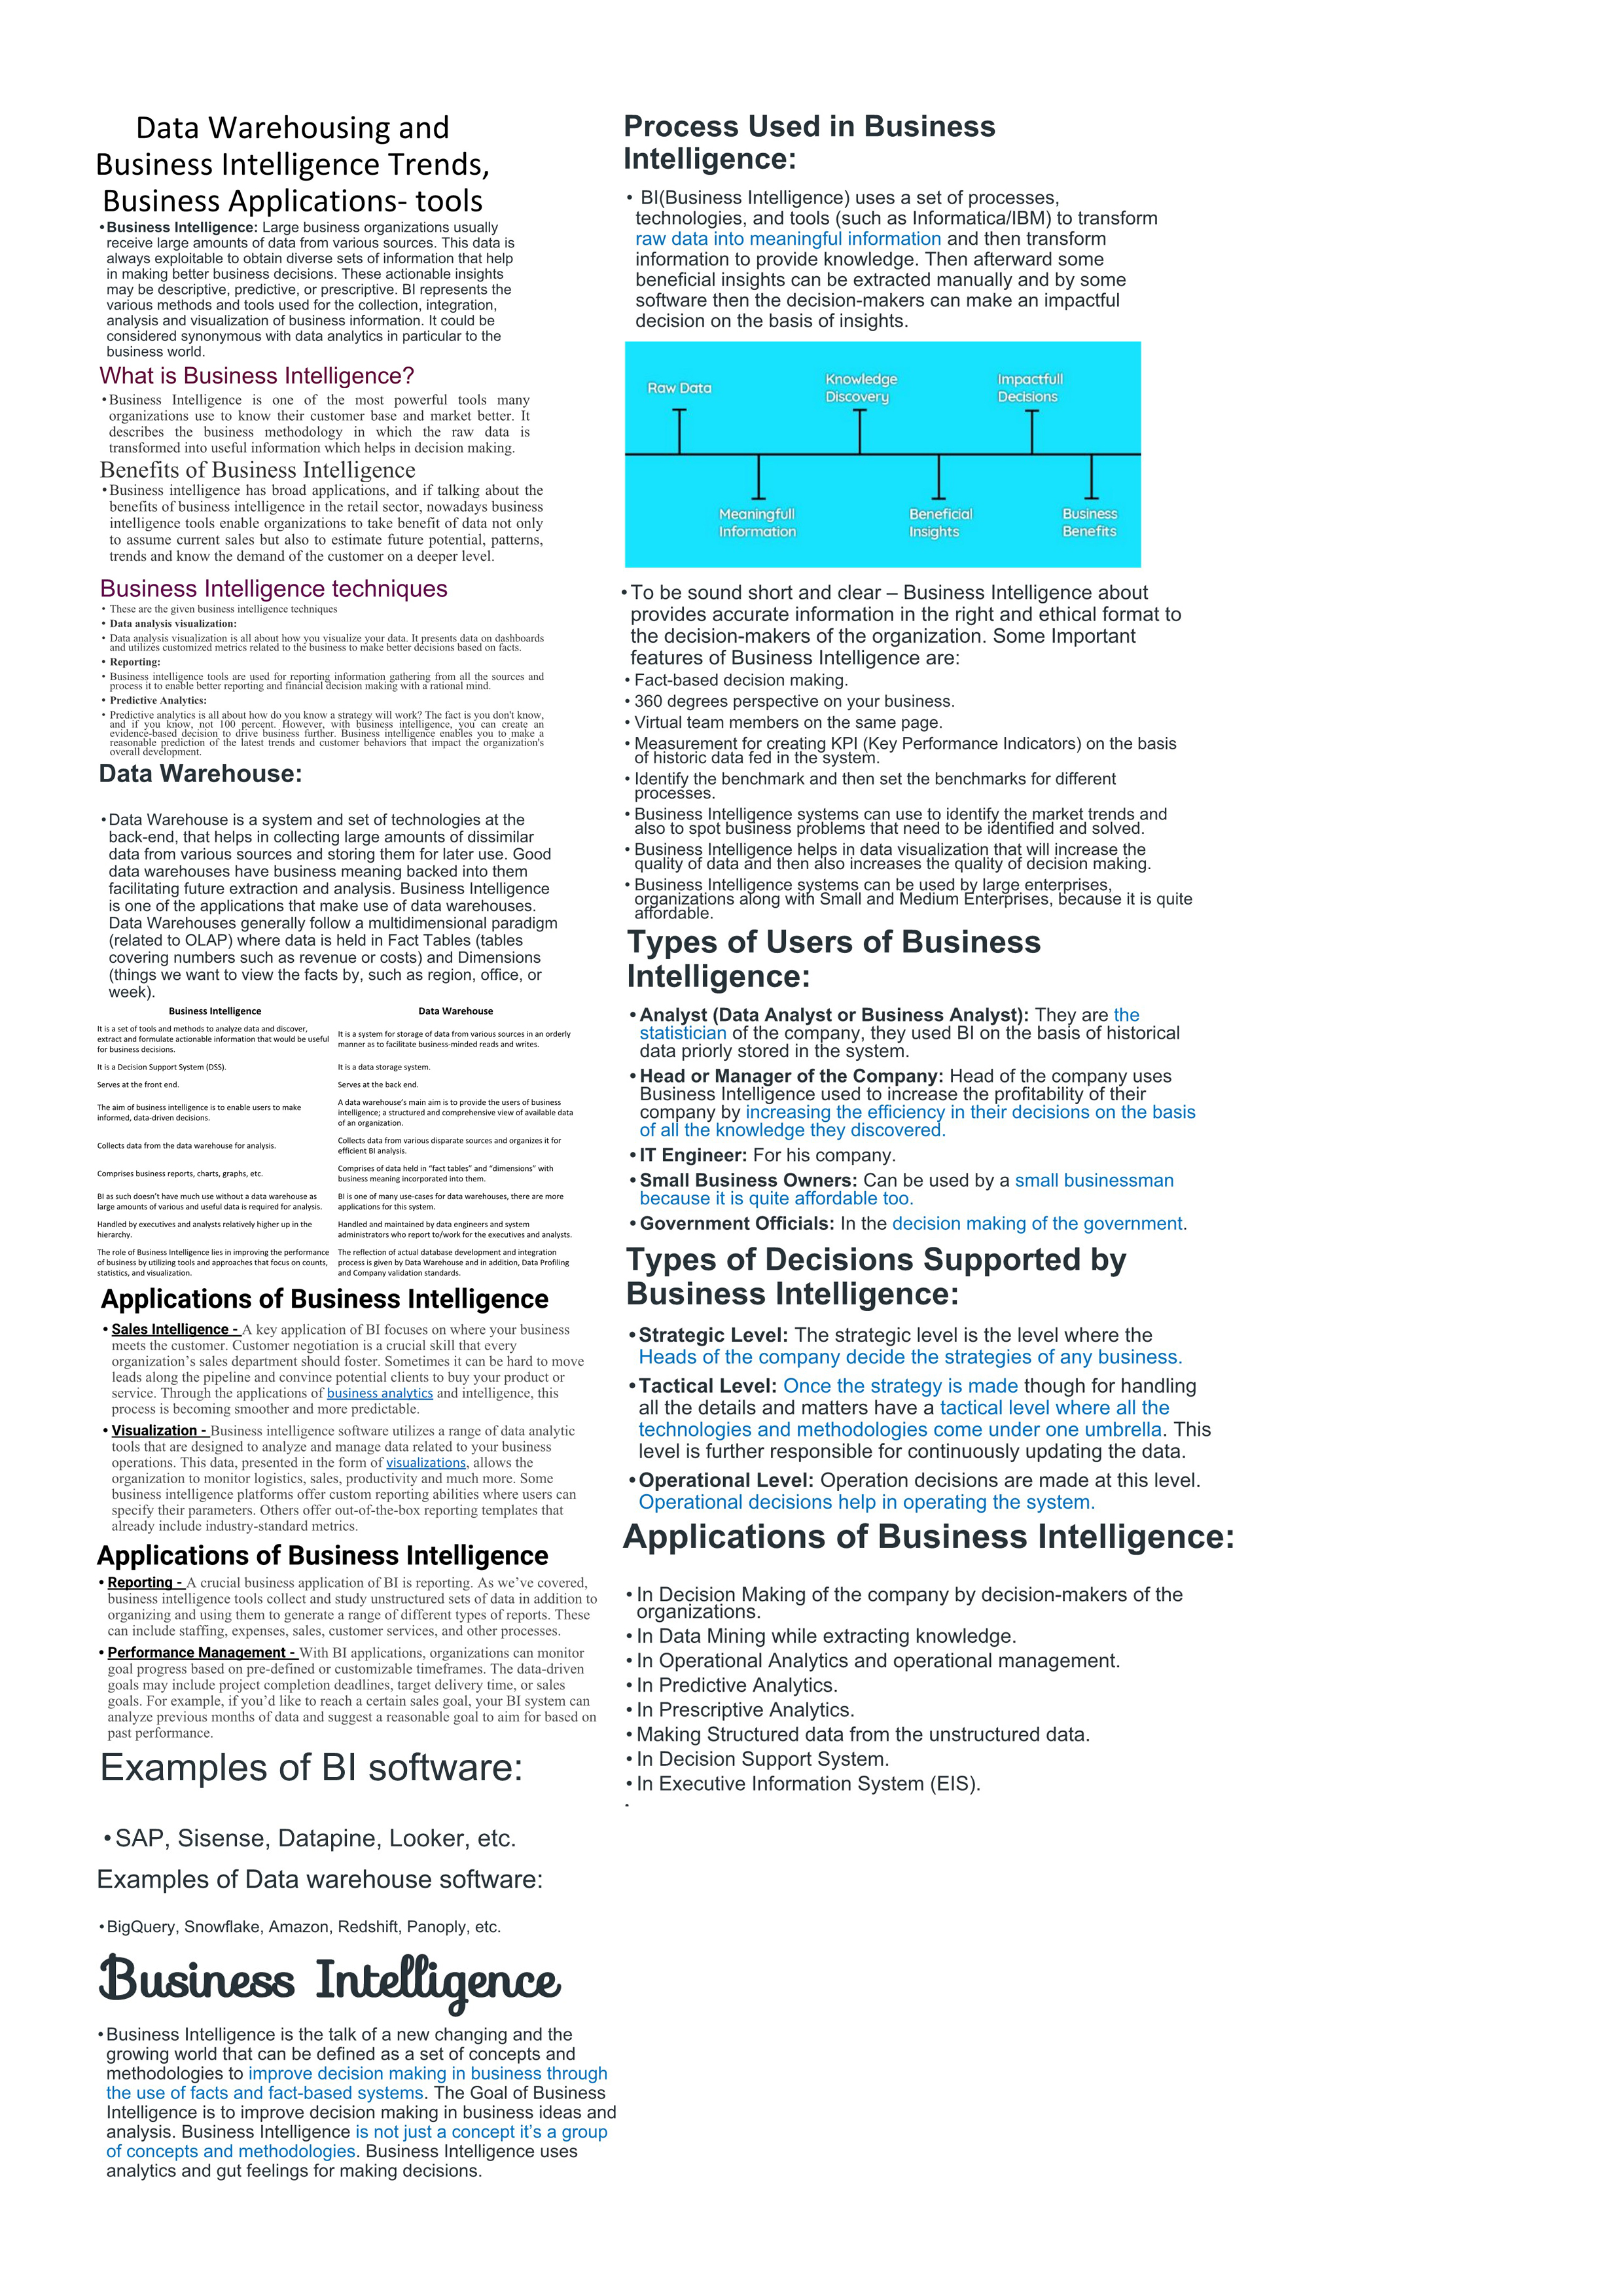 Data Warehousing and
Business Intelligence Trends,
Business Applications- tools
•Business Intelligence: Large business organizations usually
receive large amounts of data from various sources. This data is
always exploitable to obtain diverse sets of information that help
in making better business decisions. These actionable insights
may be descriptive, predictive, or prescriptive. BI represents the
various methods and tools used for the collection, integration,
analysis and visualization of business information. It could be
considered synonymous with data analytics in particular to the
business world.
What is Business Intelligence?
•Business Intelligence is one of the most powerful tools many
organizations use to know their customer base and market better. It
describes the business methodology in which the raw data is
transformed into useful information which helps in decision making.
Benefits of Business Intelligence
•Business intelligence has broad applications, and if talking about the
benefits of business intelligence in the retail sector, nowadays business
intelligence tools enable organizations to take benefit of data not only
to assume current sales but also to estimate future potential, patterns,
trends and know the demand of the customer on a deeper level.
Business Intelligence techniques
• These are the given business intelligence techniques
• Data analysis visualization:
• Data analysis visualization is all about how you visualize your data. It presents data on dashboards
and utilizes customized metrics related to the business to make better decisions based on facts.
• Reporting:
• Business intelligence tools are used for reporting information gathering from all the sources and
process it to enable better reporting and financial decision making with a rational mind.
• Predictive Analytics:
• Predictive analytics is all about how do you know a strategy will work? The fact is you don't know,
and if you know, not 100 percent. However, with business intelligence, you can create an
evidence-based decision to drive business further. Business intelligence enables you to make a
reasonable prediction of the latest trends and customer behaviors that impact the organization's
overall development.
Data Warehouse:
•Data Warehouse is a system and set of technologies at the
back-end, that helps in collecting large amounts of dissimilar
data from various sources and storing them for later use. Good
data warehouses have business meaning backed into them
facilitating future extraction and analysis. Business Intelligence
is one of the applications that make use of data warehouses.
Data Warehouses generally follow a multidimensional paradigm
(related to OLAP) where data is held in Fact Tables (tables
covering numbers such as revenue or costs) and Dimensions
(things we want to view the facts by, such as region, office, or
week).
Business Intelligence
Data Warehouse
It is a set of tools and methods to analyze data and discover,
extract and formulate actionable information that would be useful
for business decisions.
It is a system for storage of data from various sources in an orderly
manner as to facilitate business-minded reads and writes.
It is a Decision Support System (DSS).
It is a data storage system.
Serves at the front end.
Serves at the back end.
The aim of business intelligence is to enable users to make
informed, data-driven decisions.
A data warehouse's main aim is to provide the users of business
intelligence; a structured and comprehensive view of available data
of an organization.
Collects data from the data warehouse for analysis.
Collects data from various disparate sources and organizes it for
efficient BI analysis.
Comprises business reports, charts, graphs, etc.
Comprises of data held in "fact tables" and "dimensions" with
business meaning incorporated into them.
BI as such doesn't have much use without a data warehouse as
large amounts of various and useful data is required for analysis.
BI is one of many use-cases for data warehouses, there are more
applications for this system.
Handled by executives and analysts relatively higher up in the
hierarchy.
Handled and maintained by data engineers and system
administrators who report to/work for the executives and analysts.
The role of Business Intelligence lies in improving the performance
of business by utilizing tools and approaches that focus on counts,
statistics, and visualization.
The reflection of actual database development and integration
process is given by Data Warehouse and in addition, Data Profiling
and Company validation standards.
Applications of Business Intelligence
• Sales Intelligence - A key application of BI focuses on where your business
meets the customer. Customer negotiation is a crucial skill that every
organization's sales department should foster. Sometimes it can be hard to move
leads along the pipeline and convince potential clients to buy your product or
service. Through the applications of business analytics and intelligence, this
process is becoming smoother and more predictable.
• Visualization - Business intelligence software utilizes a range of data analytic
tools that are designed to analyze and manage data related to your business
operations. This data, presented in the form of visualizations, allows the
organization to monitor logistics, sales, productivity and much more. Some
business intelligence platforms offer custom reporting abilities where users can
specify their parameters. Others offer out-of-the-box reporting templates that
already include industry-standard metrics.
Applications of Business Intelligence
• Reporting - A crucial business application of BI is reporting. As we've covered,
business intelligence tools collect and study unstructured sets of data in addition to
organizing and using them to generate a range of different types of reports. These
can include staffing, expenses, sales, customer services, and other processes.
• Performance Management - With BI applications, organizations can monitor
goal progress based on pre-defined or customizable timeframes. The data-driven
goals may include project completion deadlines, target delivery time, or sales
goals. For example, if you'd like to reach a certain sales goal, your BI system can
analyze previous months of data and suggest a reasonable goal to aim for based on
past performance.
Examples of BI software:
•SAP, Sisense, Datapine, Looker, etc.
Examples of Data warehouse software:
•BigQuery, Snowflake, Amazon, Redshift, Panoply, etc.
Business Intelligence
•Business Intelligence is the talk of a new changing and the
growing world that can be defined as a set of concepts and
methodologies to improve decision making in business through
the use of facts and fact-based systems. The Goal of Business
Intelligence is to improve decision making in business ideas and
analysis. Business Intelligence is not just a concept it's a group
of concepts and methodologies. Business Intelligence uses
analytics and gut feelings for making decisions.
Process Used in Business
Intelligence:
• BI(Business Intelligence) uses a set of processes,
technologies, and tools (such as Informatica/IBM) to transform
raw data into meaningful information and then transform
information to provide knowledge. Then afterward some
beneficial insights can be extracted manually and by some
software then the decision-makers can make an impactful
decision on the basis of insights.
Raw Data
Knowledge
Discovery
Impactfull
Decisions
Meaningfull
Information
Beneficial
Insights
Business
Benefits
•To be sound short and clear – Business Intelligence about
provides accurate information in the right and ethical format to
the decision-makers of the organization. Some Important
features of Business Intelligence are:
• Fact-based decision making.
• 360 degrees perspective on your business.
• Virtual team members on the same page.
• Measurement for creating KPI (Key Performance Indicators) on the basis
of historic data fed in the system.
• Identify the benchmark and then set the benchmarks for different
processes.
• Business Intelligence systems can use to identify the market trends and
also to spot business problems that need to be identified and solved.
• Business Intelligence helps in data visualization that will increase the
quality of data and then also increases the quality of decision making.
• Business Intelligence systems can be used by large enterprises,
organizations along with Small and Medium Enterprises, because it is quite
affordable.
Types of Users of Business
Intelligence:
•Analyst (Data Analyst or Business Analyst): They are the
statistician of the company, they used BI on the basis of historical
data priorly stored in the system.
•Head or Manager of the Company: Head of the company uses
Business Intelligence used to increase the profitability of their
company by increasing the efficiency in their decisions on the basis
of all the knowledge they discovered.
•IT Engineer: For his company.
•Small Business Owners: Can be used by a small businessman
because it is quite affordable too.
•Government Officials: In the decision making of the government.
Types of Decisions Supported by
Business Intelligence:
•Strategic Level: The strategic level is the level where the
Heads of the company decide the strategies of any business.
•Tactical Level: Once the strategy is made though for handling
all the details and matters have a tactical level where all the
technologies and methodologies come under one umbrella. This
level is further responsible for continuously updating the data.
•Operational Level: Operation decisions are made at this level.
Operational decisions help in operating the system.
Applications of Business Intelligence:
• In Decision Making of the company by decision-makers of the
organizations.
• In Data Mining while extracting knowledge.
• In Operational Analytics and operational management.
• In Predictive Analytics.
• In Prescriptive Analytics.
• Making Structured data from the unstructured data.
• In Decision Support System.
• In Executive Information System (EIS).
•